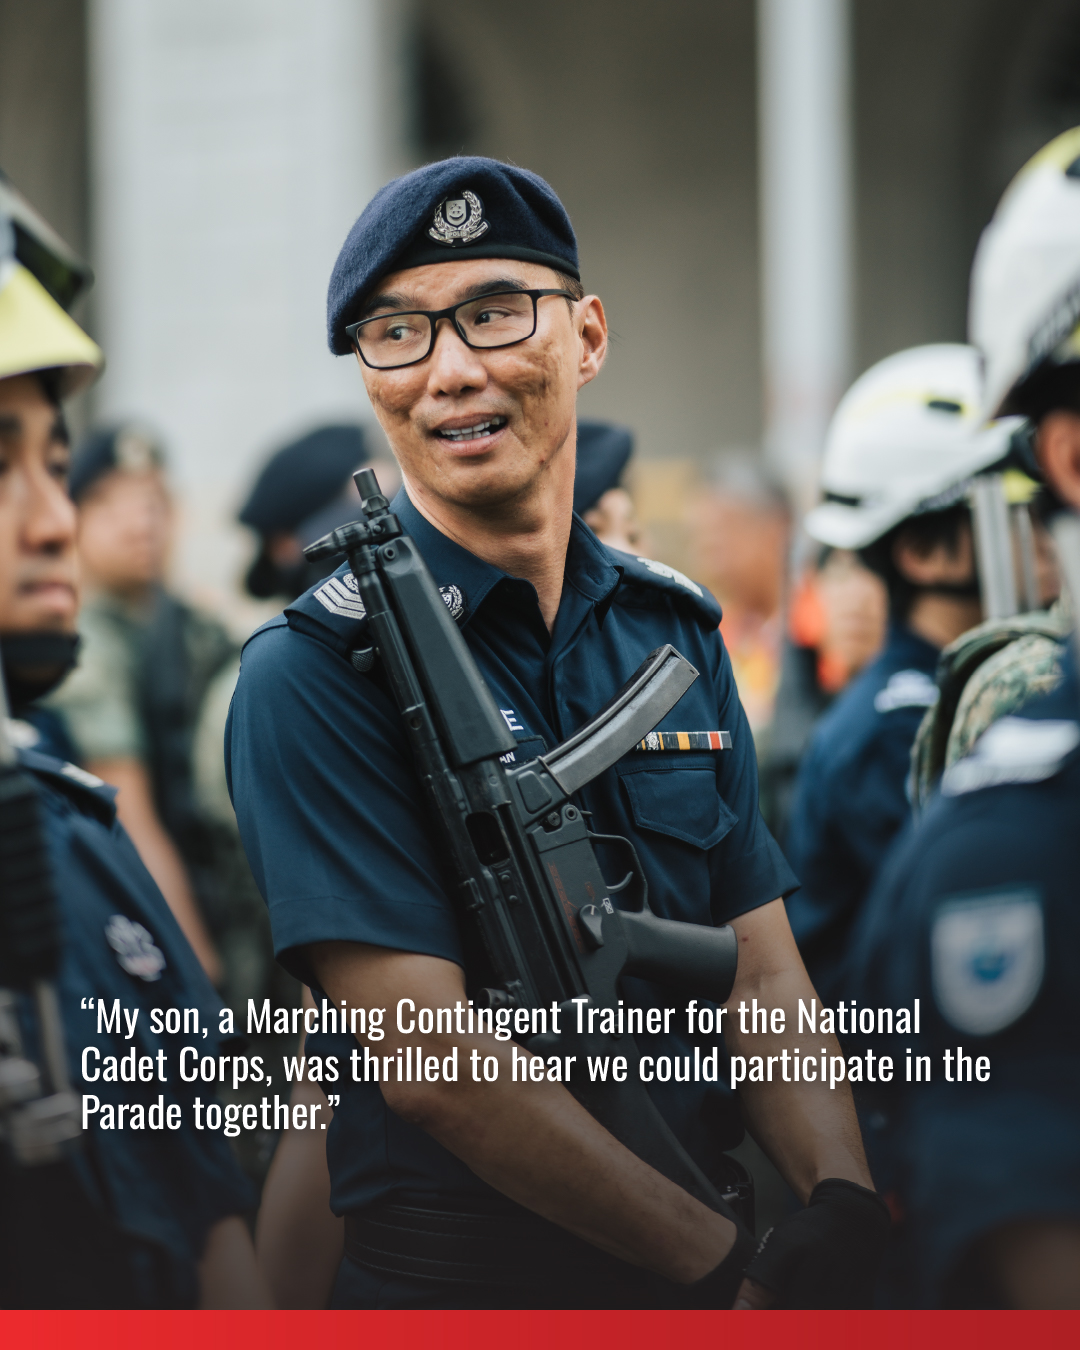 “My son, a Marching Contingent Trainer for the National
Cadet Corps, was thrilled to hear we could participate in the
Parade together.”